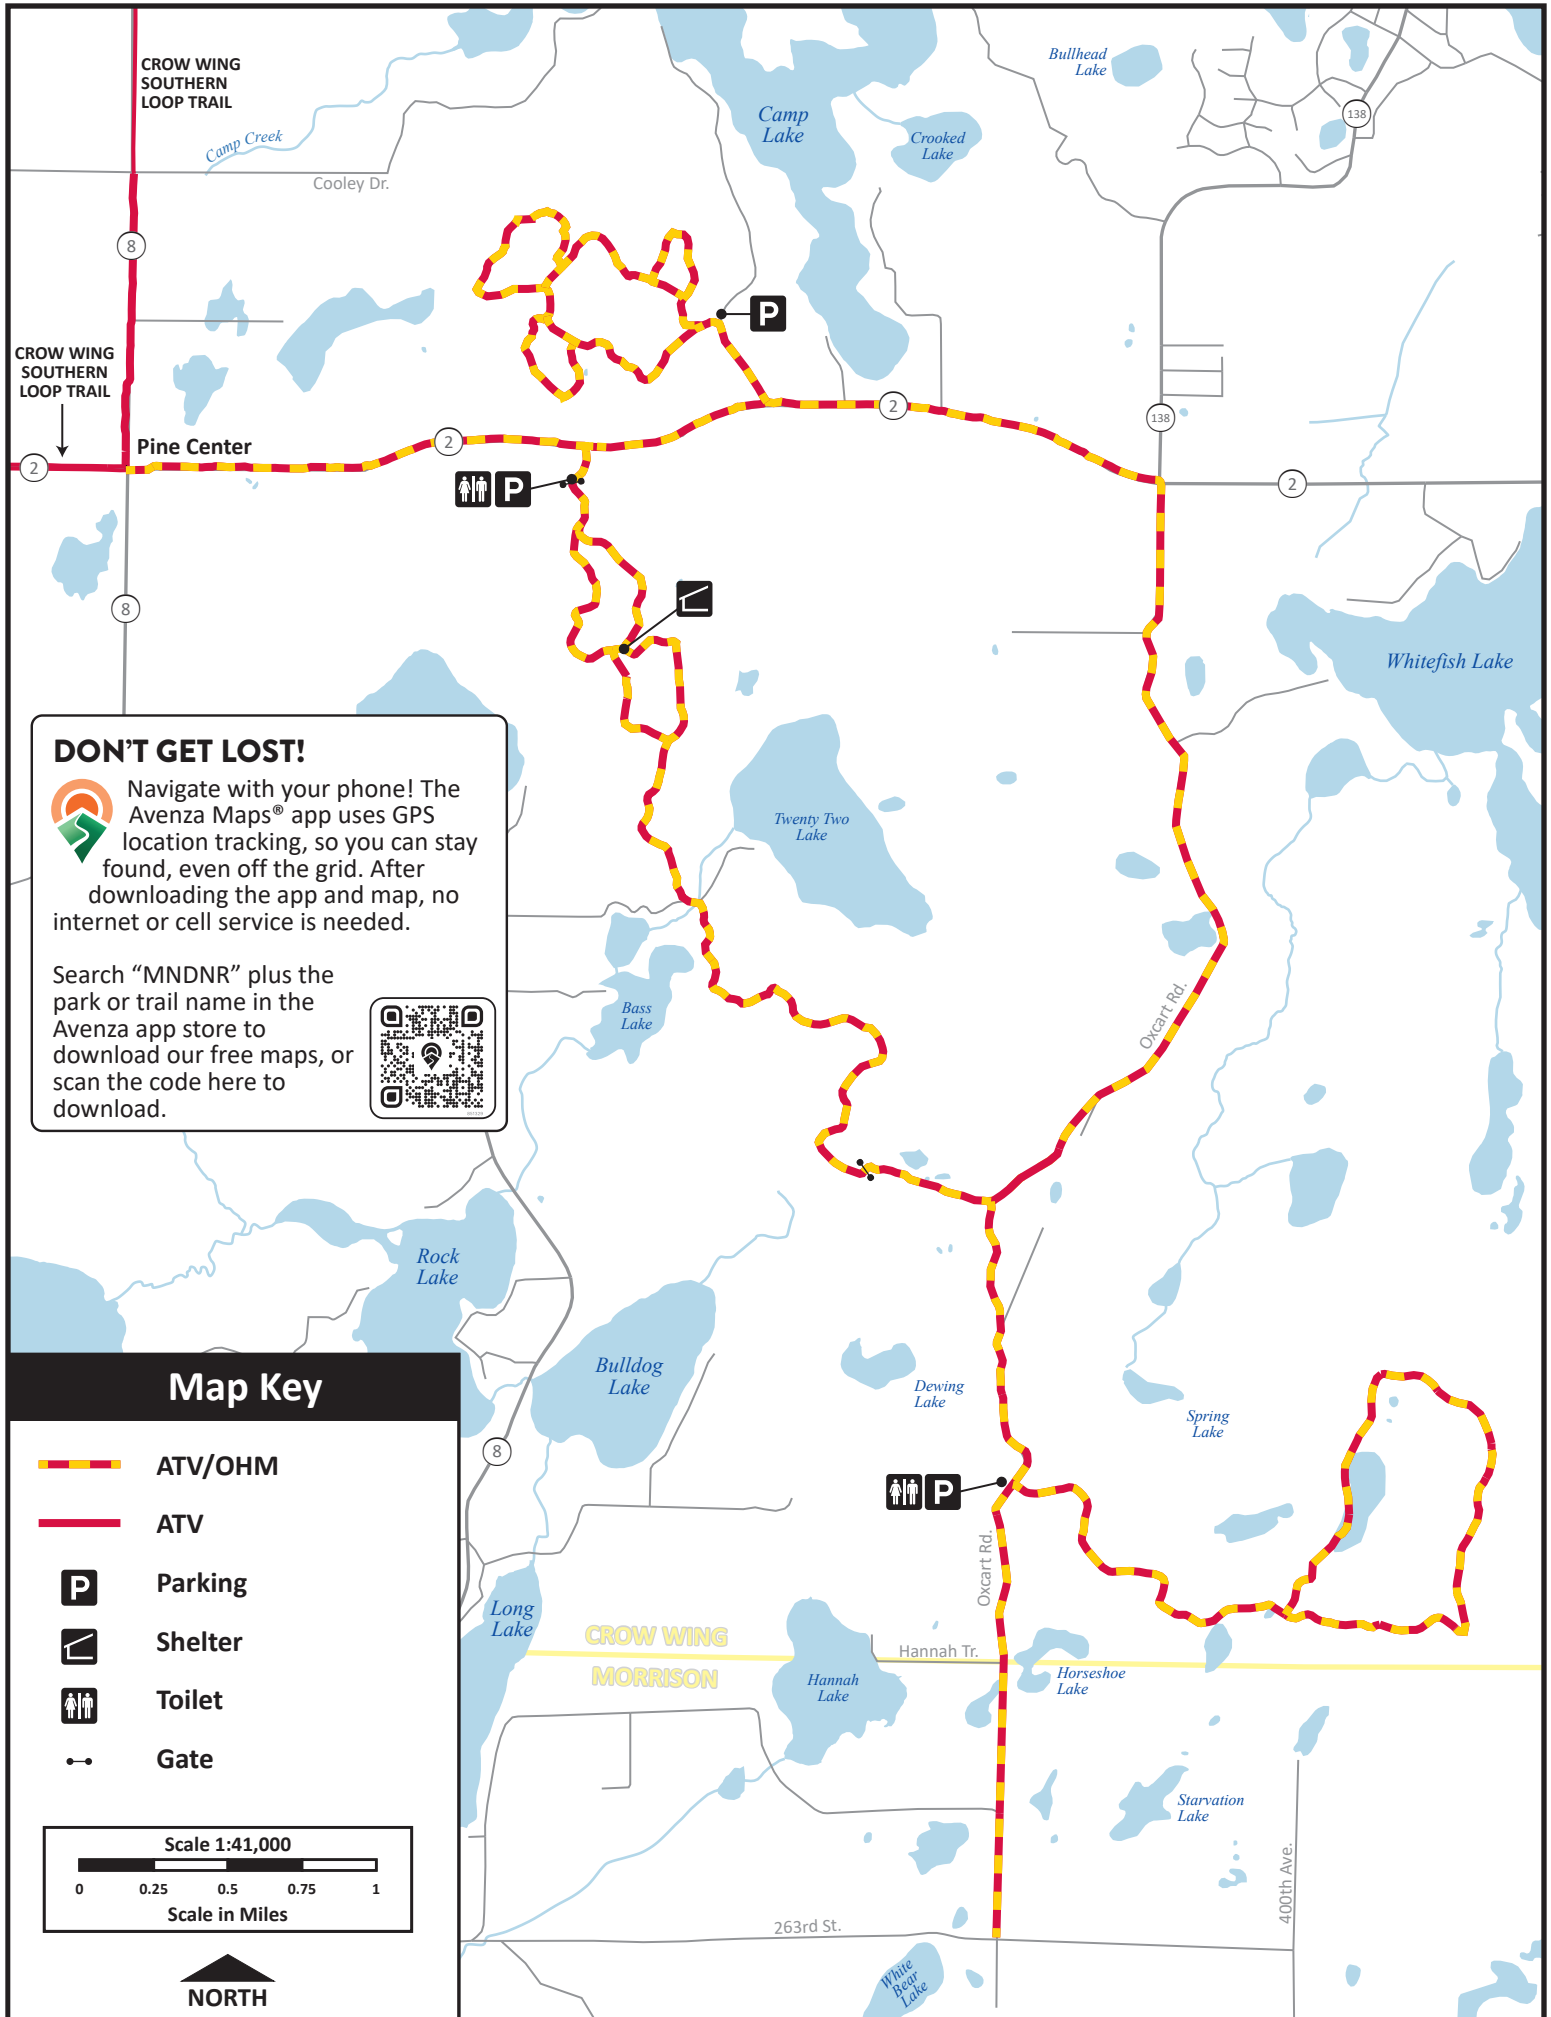 CROW WING
SOUTHERN
LOOP TRAIL
Camp Creek
Cooley Dr.
Camp
Lake
Crooked
Lake
Bullhead
Lake
138
8
P
CROW WING
SOUTHERN
LOOP TRAIL
Pine Center
2
2
2
138
2
P
8
Whitefish Lake
DON'T GET LOST!
Navigate with your phone! The
Avenza Maps® app uses GPS
location tracking, so you can stay
found, even off the grid. After
downloading the app and map, no
internet or cell service is needed.
Search “MNDNR” plus the
park or trail name in the
Avenza app store to
download our free maps, or
scan the code here to
download.
Twenty Two
Lake
Bass
Lake
Oxcart Rd.
Rock
Lake
Bulldog
Lake
Dewing
Lake
Spring
Lake
8
P
Oxcart Rd.
Long
Lake
CROW WING
MORRISON
Hannah Tr.
Hannah
Lake
Horseshoe
Lake
Starvation
Lake
400th Ave.
263rd St.
White
Bear
Lake
Map Key
ATV/OHM
ATV
P Parking
Shelter
Toilet
Gate
Scale 1:41,000
0 0.25 0.5 0.75 1
Scale in Miles
NORTH